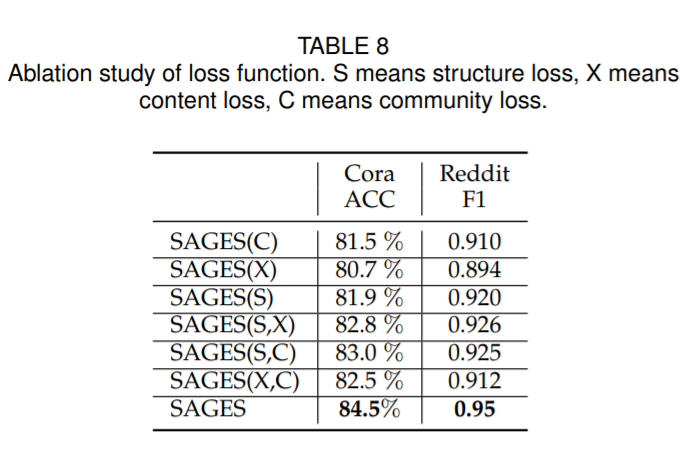 TABLE 8
Ablation study of loss function. S means structure loss, X means
content loss, C means community loss.
Cora Reddit
ACC F1
SAGES(C) 81.5 % 0.910
SAGES(X) 80.7 % 0.894
SAGES(S) 81.9 % 0.920
SAGES(S,X) 82.8 % 0.926
SAGES(S,C) 83.0 % 0.925
SAGES(X,C) 82.5 % 0.912
SAGES 84.5% 0.95